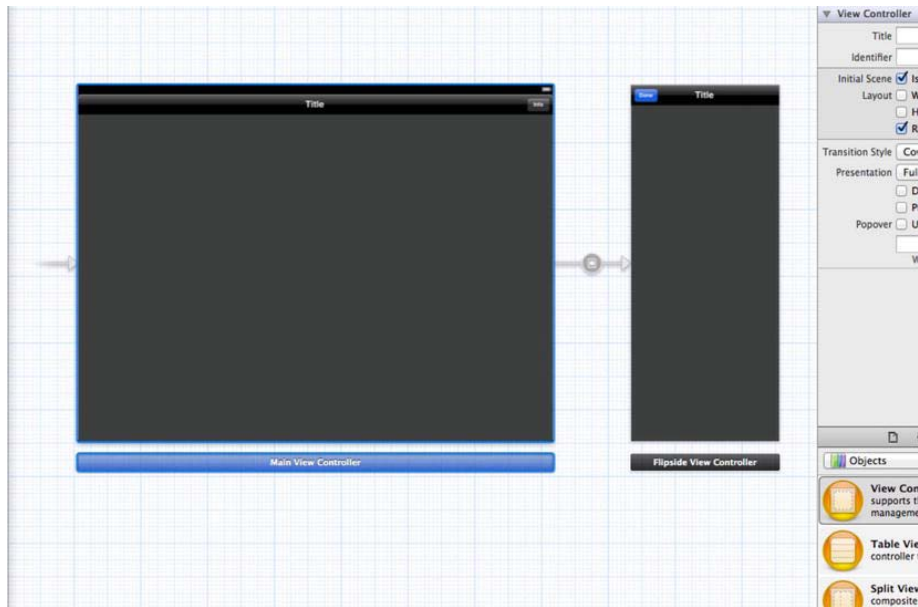 Title
Info
Main View Controller
Done
Title
Flipside View Controller
View Controller
Title
Identifier
Initial Scene Is
Layout W
H
R
Transition Style Cov
Presentation Ful
D
P
Popover U
W
Objects
View Con
supports t
manageme
Table Vie
controller
Split View
composite